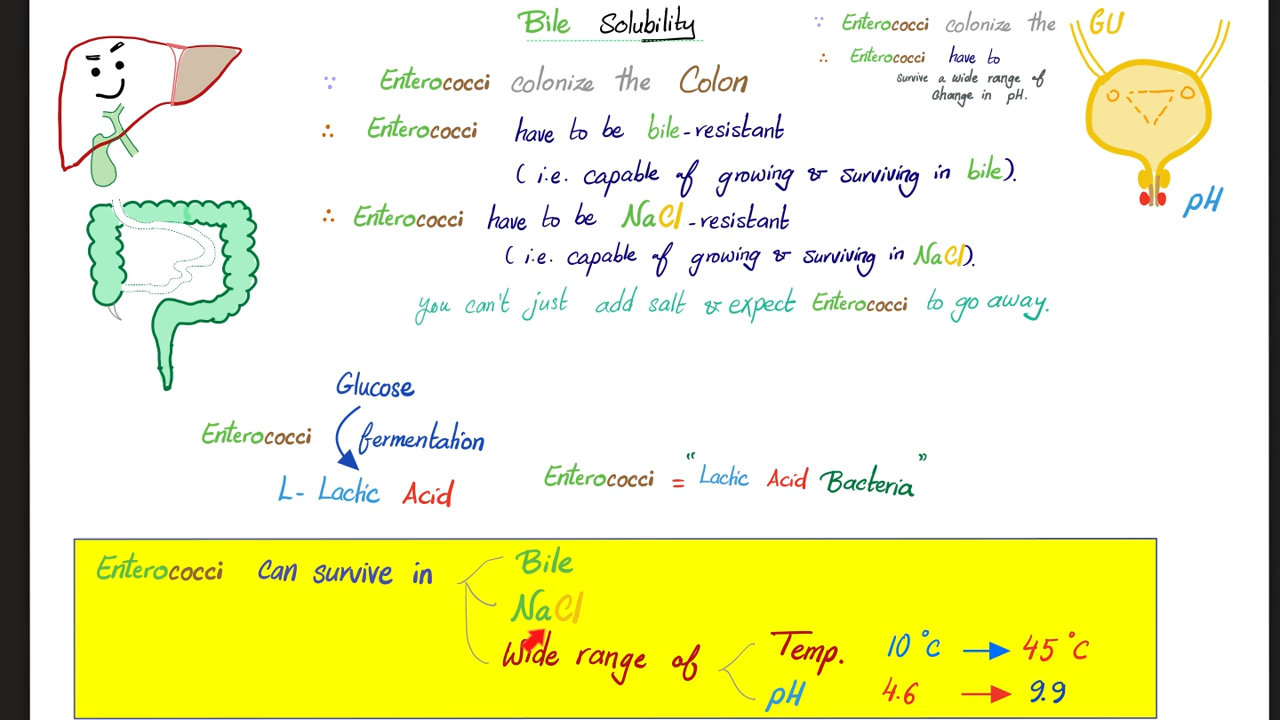 Bile Solubility
∵ Enterococci colonize the Colon
∴ Enterococci have to be bile-resistant
(i.e. capable of growing & surviving in bile).
∴ Enterococci have to be NaCl-resistant
(i.e. capable of growing & surviving in NaCl).
you can't just add salt & expect Enterococci to go away.
∵ Enterococci colonize the GU
∴ Enterococci have to
survive a wide range of
change in pH.
pH
Glucose
Enterococci fermentation
L- Lactic Acid
Enterococci = "Lactic Acid Bacteria"
Enterococci can survive in
Bile
NaCl
Wide range of
Temp. 10 °C → 45 °C
pH 4.6 → 9.9